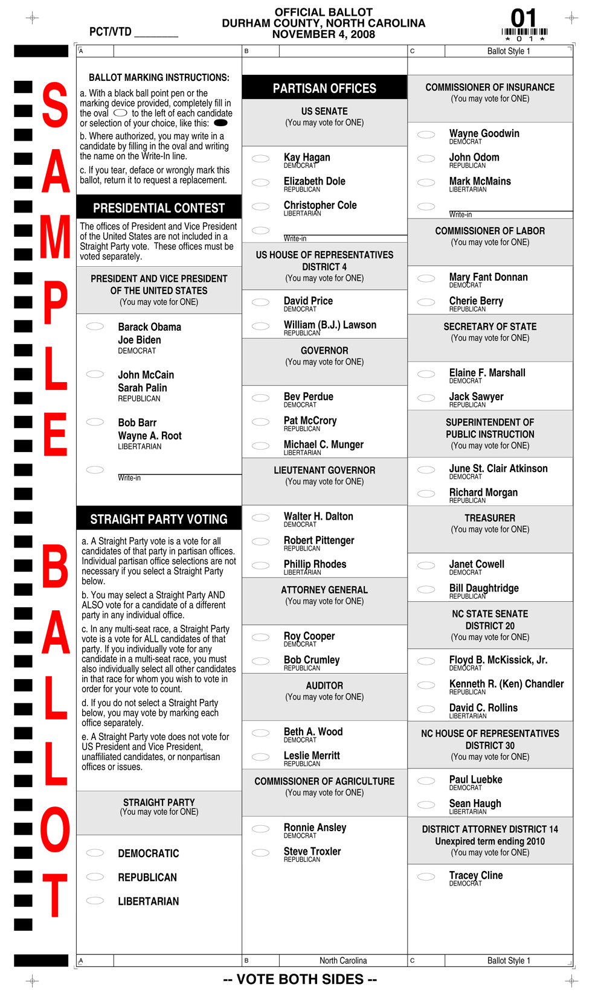 OFFICIAL BALLOT
DURHAM COUNTY, NORTH CAROLINA
NOVEMBER 4, 2008
PCT/VTD ________
01
* 0 1 *
SAMPLE BALLOT
A
BALLOT MARKING INSTRUCTIONS:
a. With a black ball point pen or the
marking device provided, completely fill in
the oval to the left of each candidate
or selection of your choice, like this:
b. Where authorized, you may write in a
candidate by filling in the oval and writing
the name on the Write-In line.
c. If you tear, deface or wrongly mark this
ballot, return it to request a replacement.
PRESIDENTIAL CONTEST
The offices of President and Vice President
of the United States are not included in a
Straight Party vote. These offices must be
voted separately.
PRESIDENT AND VICE PRESIDENT
OF THE UNITED STATES
(You may vote for ONE)
Barack Obama
Joe Biden
DEMOCRAT
John McCain
Sarah Palin
REPUBLICAN
Bob Barr
Wayne A. Root
LIBERTARIAN
Write-in
STRAIGHT PARTY VOTING
a. A Straight Party vote is a vote for all
candidates of that party in partisan offices.
Individual partisan office selections are not
necessary if you select a Straight Party
below.
b. You may select a Straight Party AND
ALSO vote for a candidate of a different
party in any individual office.
c. In any multi-seat race, a Straight Party
vote is a vote for ALL candidates of that
party. If you individually vote for any
candidate in a multi-seat race, you must
also individually select all other candidates
in that race for whom you wish to vote in
order for your vote to count.
d. If you do not select a Straight Party
below, you may vote by marking each
office separately.
e. A Straight Party vote does not vote for
US President and Vice President,
unaffiliated candidates, or nonpartisan
offices or issues.
STRAIGHT PARTY
(You may vote for ONE)
DEMOCRATIC
REPUBLICAN
LIBERTARIAN
A
B
PARTISAN OFFICES
US SENATE
(You may vote for ONE)
Kay Hagan
DEMOCRAT
Elizabeth Dole
REPUBLICAN
Christopher Cole
LIBERTARIAN
Write-in
US HOUSE OF REPRESENTATIVES
DISTRICT 4
(You may vote for ONE)
David Price
DEMOCRAT
William (B.J.) Lawson
REPUBLICAN
GOVERNOR
(You may vote for ONE)
Bev Perdue
DEMOCRAT
Pat McCrory
REPUBLICAN
Michael C. Munger
LIBERTARIAN
LIEUTENANT GOVERNOR
(You may vote for ONE)
Walter H. Dalton
DEMOCRAT
Robert Pittenger
REPUBLICAN
Phillip Rhodes
LIBERTARIAN
ATTORNEY GENERAL
(You may vote for ONE)
Roy Cooper
DEMOCRAT
Bob Crumley
REPUBLICAN
AUDITOR
(You may vote for ONE)
Beth A. Wood
DEMOCRAT
Leslie Merritt
REPUBLICAN
COMMISSIONER OF AGRICULTURE
(You may vote for ONE)
Ronnie Ansley
DEMOCRAT
Steve Troxler
REPUBLICAN
B North Carolina
C Ballot Style 1
COMMISSIONER OF INSURANCE
(You may vote for ONE)
Wayne Goodwin
DEMOCRAT
John Odom
REPUBLICAN
Mark McMains
LIBERTARIAN
Write-in
COMMISSIONER OF LABOR
(You may vote for ONE)
Mary Fant Donnan
DEMOCRAT
Cherie Berry
REPUBLICAN
SECRETARY OF STATE
(You may vote for ONE)
Elaine F. Marshall
DEMOCRAT
Jack Sawyer
REPUBLICAN
SUPERINTENDENT OF
PUBLIC INSTRUCTION
(You may vote for ONE)
June St. Clair Atkinson
DEMOCRAT
Richard Morgan
REPUBLICAN
TREASURER
(You may vote for ONE)
Janet Cowell
DEMOCRAT
Bill Daughtridge
REPUBLICAN
NC STATE SENATE
DISTRICT 20
(You may vote for ONE)
Floyd B. McKissick, Jr.
DEMOCRAT
Kenneth R. (Ken) Chandler
REPUBLICAN
David C. Rollins
LIBERTARIAN
NC HOUSE OF REPRESENTATIVES
DISTRICT 30
(You may vote for ONE)
Paul Luebke
DEMOCRAT
Sean Haugh
LIBERTARIAN
DISTRICT ATTORNEY DISTRICT 14
Unexpired term ending 2010
(You may vote for ONE)
Tracey Cline
DEMOCRAT
C Ballot Style 1
-- VOTE BOTH SIDES --